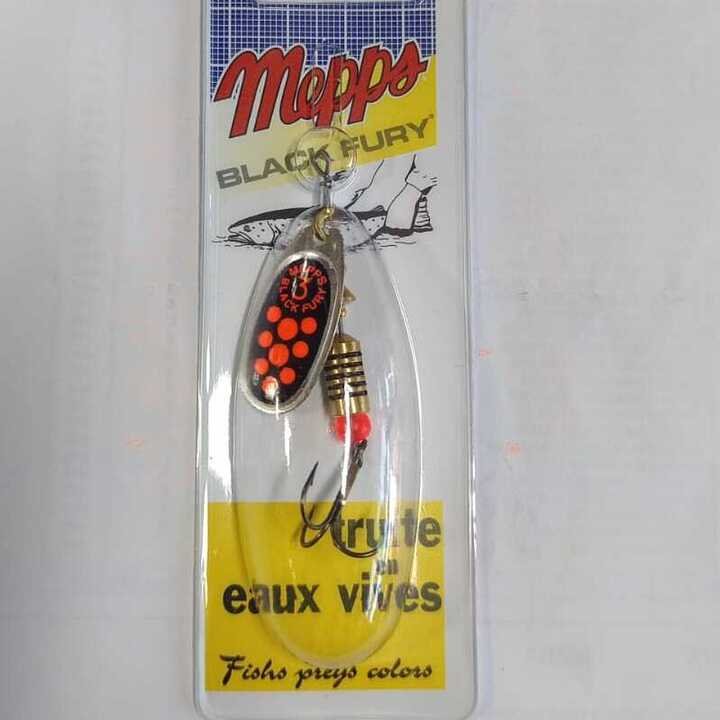 Mepps
BLACK FURY®
MEPPS
3
BLACK FURY
truite
en
eaux vives
Fishs preys colors